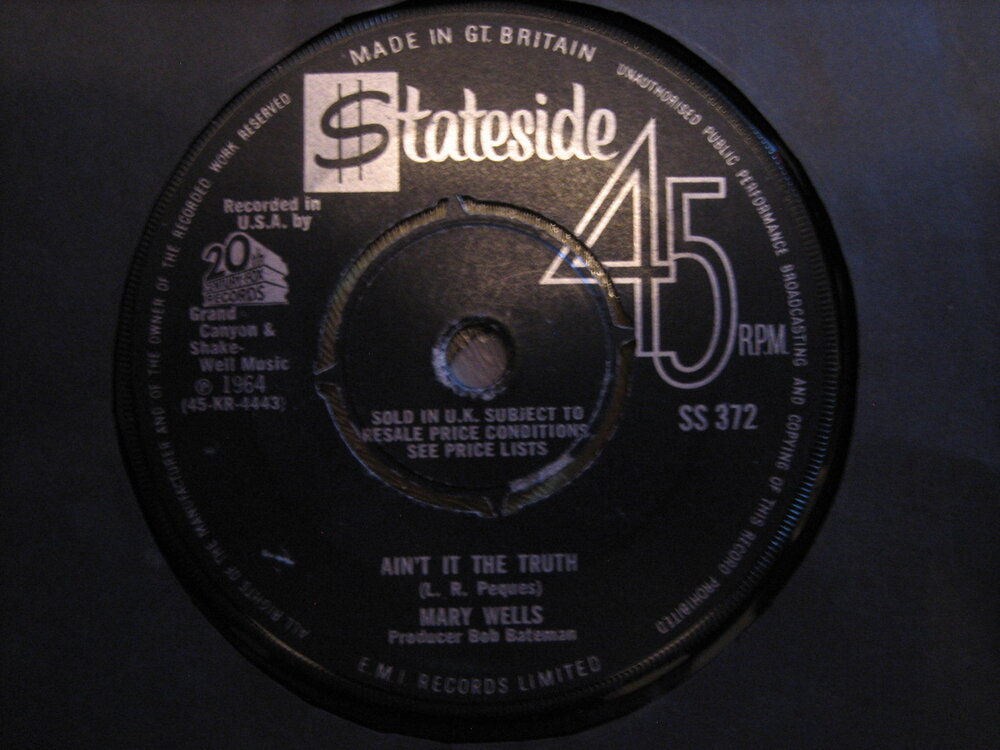 MADE IN GT. BRITAIN
UNAUTHORISED PUBLIC PERFORMANCE BROADCASTING AND COPYING OF THIS RECORD PROHIBITED
ALL RIGHTS OF THE MANUFACTURER AND OF THE OWNER OF THE RECORDED WORK RESERVED
$tateside
45
R.P.M.
Recorded in
U.S.A. by
20th
CENTURY-FOX
RECORDS
Grand
Canyon &
Shake-
Well Music
℗ 1964
(45-KR-4443)
SS 372
SOLD IN U.K. SUBJECT TO
RESALE PRICE CONDITIONS
SEE PRICE LISTS
AIN'T IT THE TRUTH
(L. R. Peques)
MARY WELLS
Producer Bob Bateman
E.M.I. RECORDS LIMITED